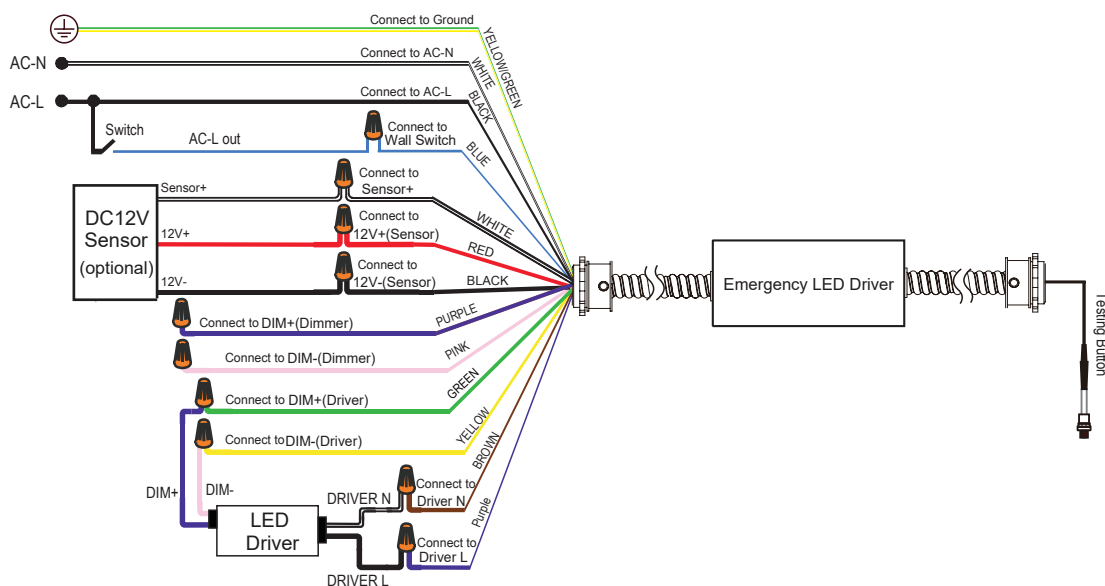 Connect to Ground
YELLOW/GREEN
AC-N
Connect to AC-N
WHITE
AC-L
Connect to AC-L
BLACK
Switch
AC-L out
Connect to
Wall Switch
BLUE
Sensor+
Connect to
Sensor+
WHITE
DC12V
Sensor
(optional)
12V+
Connect to
12V+(Sensor)
RED
12V-
Connect to
12V-(Sensor)
BLACK
Emergency LED Driver
Testing Button
Connect to DIM+(Dimmer)
PURPLE
Connect to DIM-(Dimmer)
PINK
Connect to DIM+(Driver)
GREEN
Connect to DIM-(Driver)
YELLOW
DIM+
DIM-
DRIVER N
Connect to
Driver N
BROWN
LED
Driver
Connect to
Driver L
Purple
DRIVER L